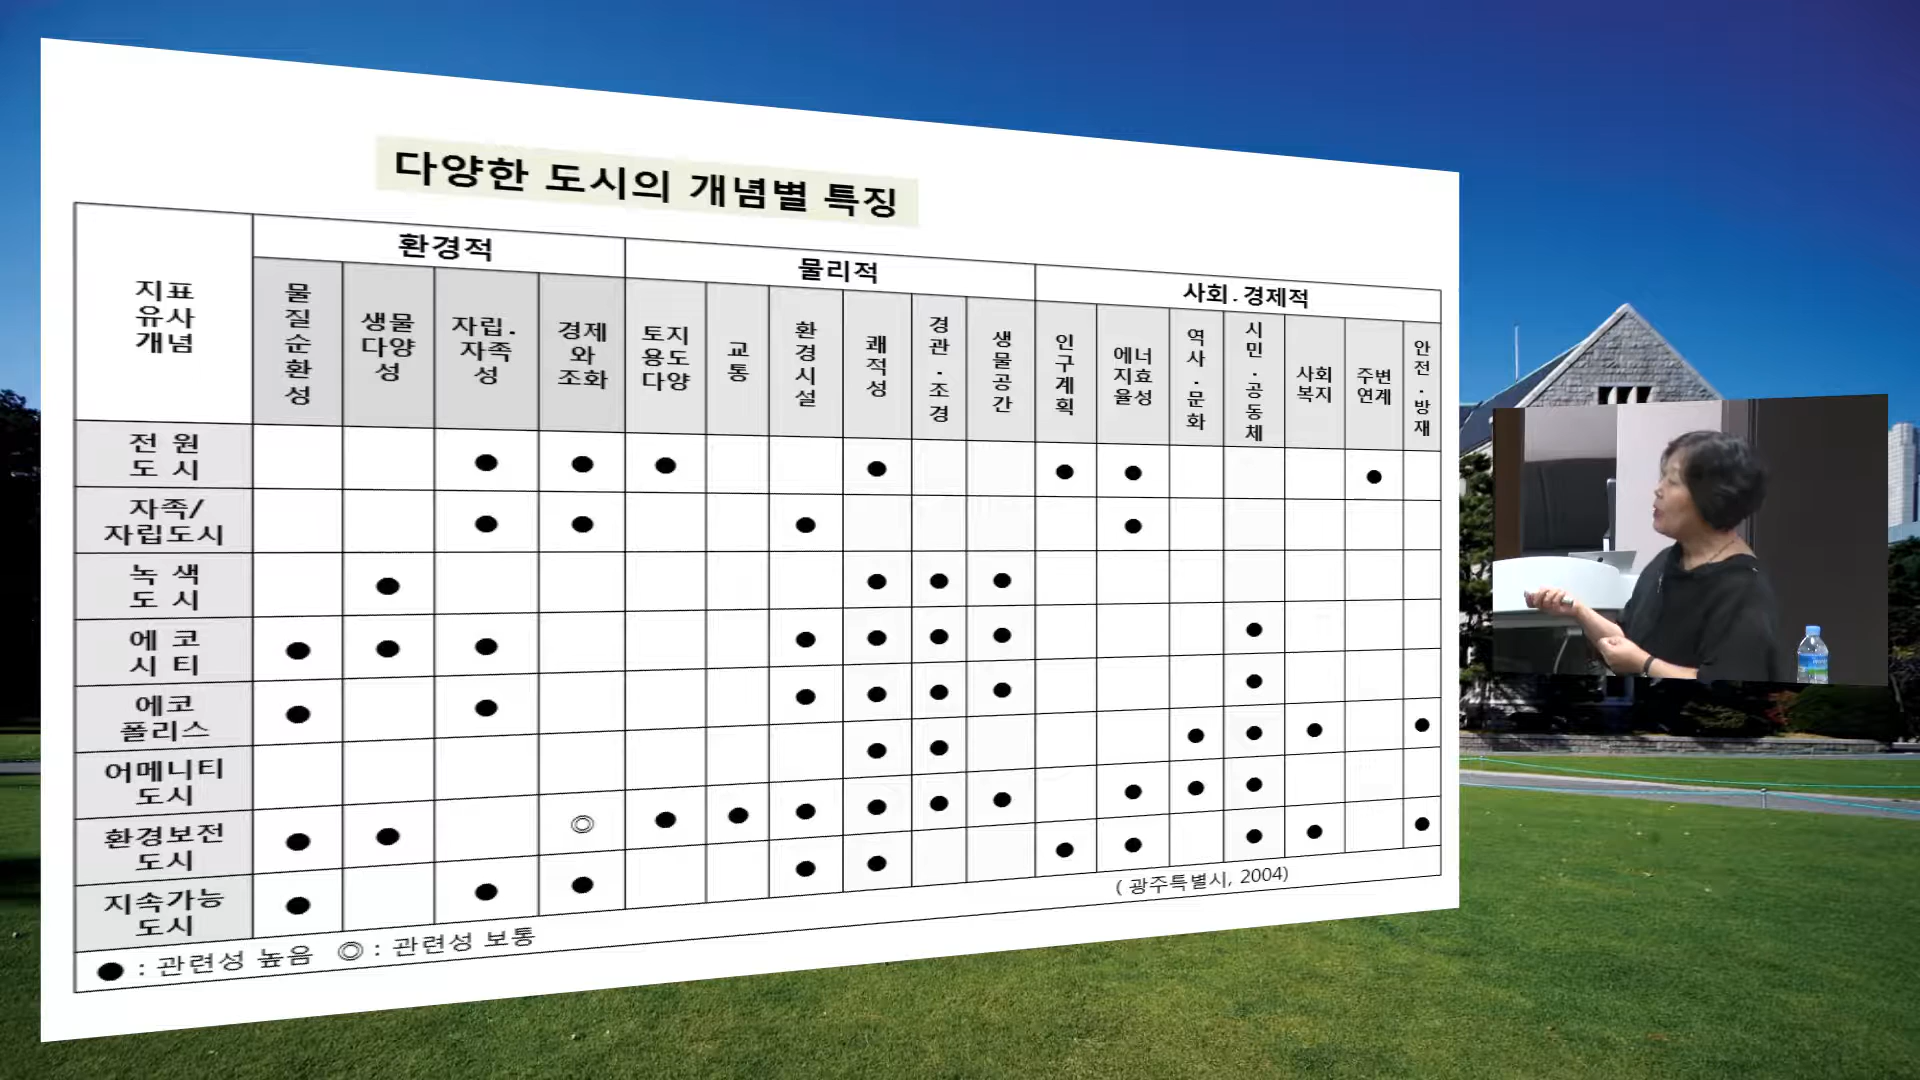 다양한 도시의 개념별 특징
지표
유사
개념
환경적
물리적
사회.경제적
물
질
순
환
성
생물
다양
성
자립.
자족
성
경제
와
조화
토지
용도
다양
교
통
환
경
시
설
쾌
적
성
경
관
·
조
경
생
물
공
간
인
구
계
획
에너
지효
율성
역
사
·
문
화
시
민
·
공
동
체
사회
복지
주변
연계
안
전
·
방
재
전 원
도 시
● ● ● ● ● ● ●
자족/
자립도시
● ● ● ●
녹 색
도 시
● ● ● ●
에 코
시 티
● ● ● ● ● ● ● ●
에코
폴리스
● ● ● ● ● ● ●
어메니티
도시
● ● ● ● ● ●
환경보전
도시
● ● ◎ ● ● ● ● ● ● ● ● ●
지속가능
도시
● ● ● ● ● ● ● ● ● ●
( 광주특별시, 2004)
● : 관련성 높음 ◎ : 관련성 보통